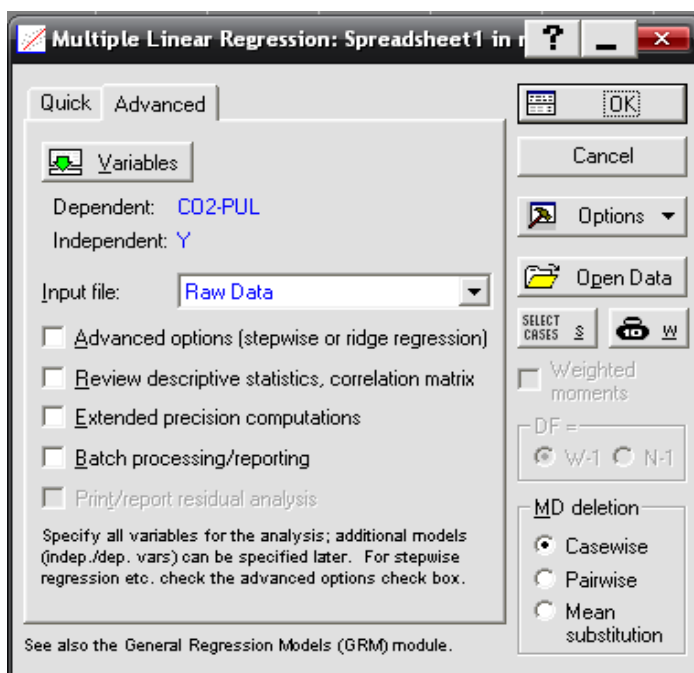 Multiple Linear Regression: Spreadsheet1 in r
?
Quick
Advanced
OK
Variables
Cancel
Dependent: CO2-PUL
Independent: Y
Options
Input file: Raw Data
Open Data
SELECT
CASES S
W
Advanced options (stepwise or ridge regression)
Review descriptive statistics, correlation matrix
Extended precision computations
Batch processing/reporting
Print/report residual analysis
Weighted
moments
DF =
W-1 N-1
MD deletion
Casewise
Pairwise
Mean
substitution
Specify all variables for the analysis; additional models
(indep./dep. vars) can be specified later. For stepwise
regression etc. check the advanced options check box.
See also the General Regression Models (GRM) module.